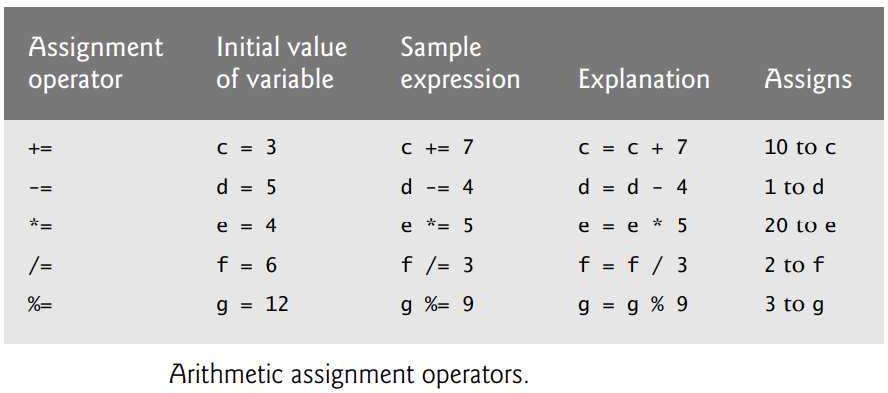 Assignment operator Initial value of variable Sample expression Explanation Assigns
+= c = 3 c += 7 c = c + 7 10 to c
-= d = 5 d -= 4 d = d - 4 1 to d
*= e = 4 e *= 5 e = e * 5 20 to e
/= f = 6 f /= 3 f = f / 3 2 to f
%= g = 12 g %= 9 g = g % 9 3 to g
Arithmetic assignment operators.